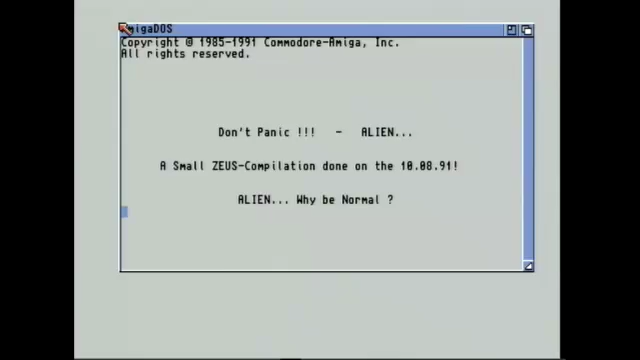 AmigaDOS
Copyright © 1985-1991 Commodore-Amiga, Inc.
All rights reserved.
Don't Panic !!! - ALIEN...
A Small ZEUS-Compilation done on the 10.08.91!
ALIEN... Why be Normal ?